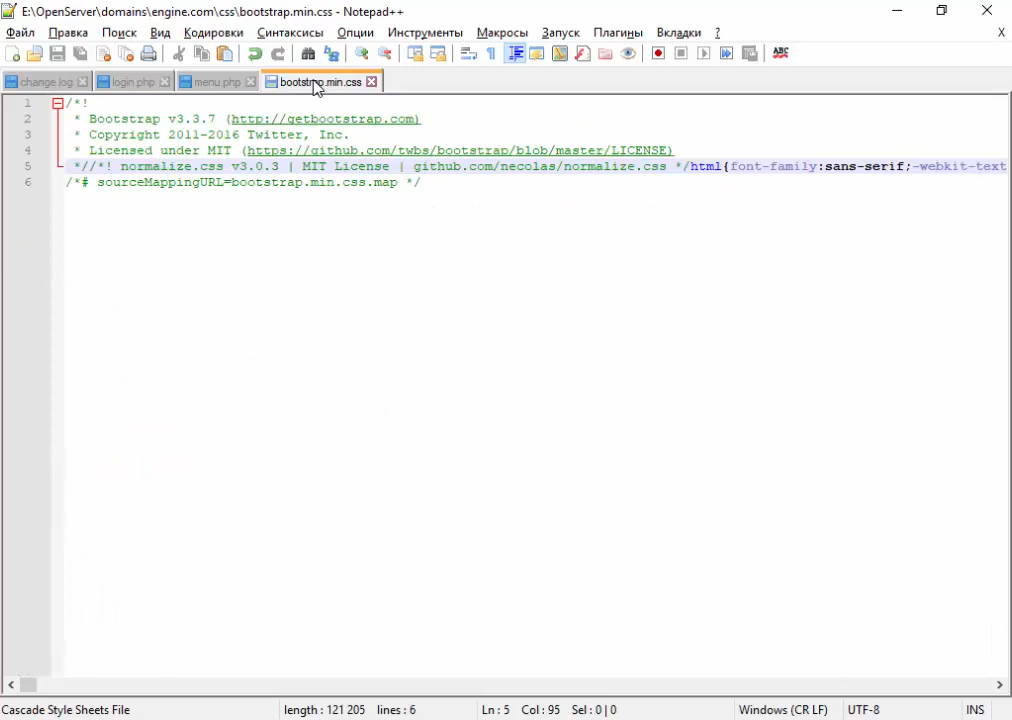 E:\OpenServer\domains\engine.com\css\bootstrap.min.css - Notepad++
Файл Правка Поиск Вид Кодировки Синтаксисы Опции Инструменты Макросы Запуск Плагины Вкладки ? X
ABC
change.log login.php menu.php bootstrap.min.css
1 /*!
2 * Bootstrap v3.3.7 (http://getbootstrap.com)
3 * Copyright 2011-2016 Twitter, Inc.
4 * Licensed under MIT (https://github.com/twbs/bootstrap/blob/master/LICENSE)
5 *//*! normalize.css v3.0.3 | MIT License | github.com/necolas/normalize.css */html{font-family:sans-serif;-webkit-text
6 /*# sourceMappingURL=bootstrap.min.css.map */
Cascade Style Sheets File length : 121 205 lines : 6 Ln : 5 Col : 95 Sel : 0 | 0 Windows (CR LF) UTF-8 INS